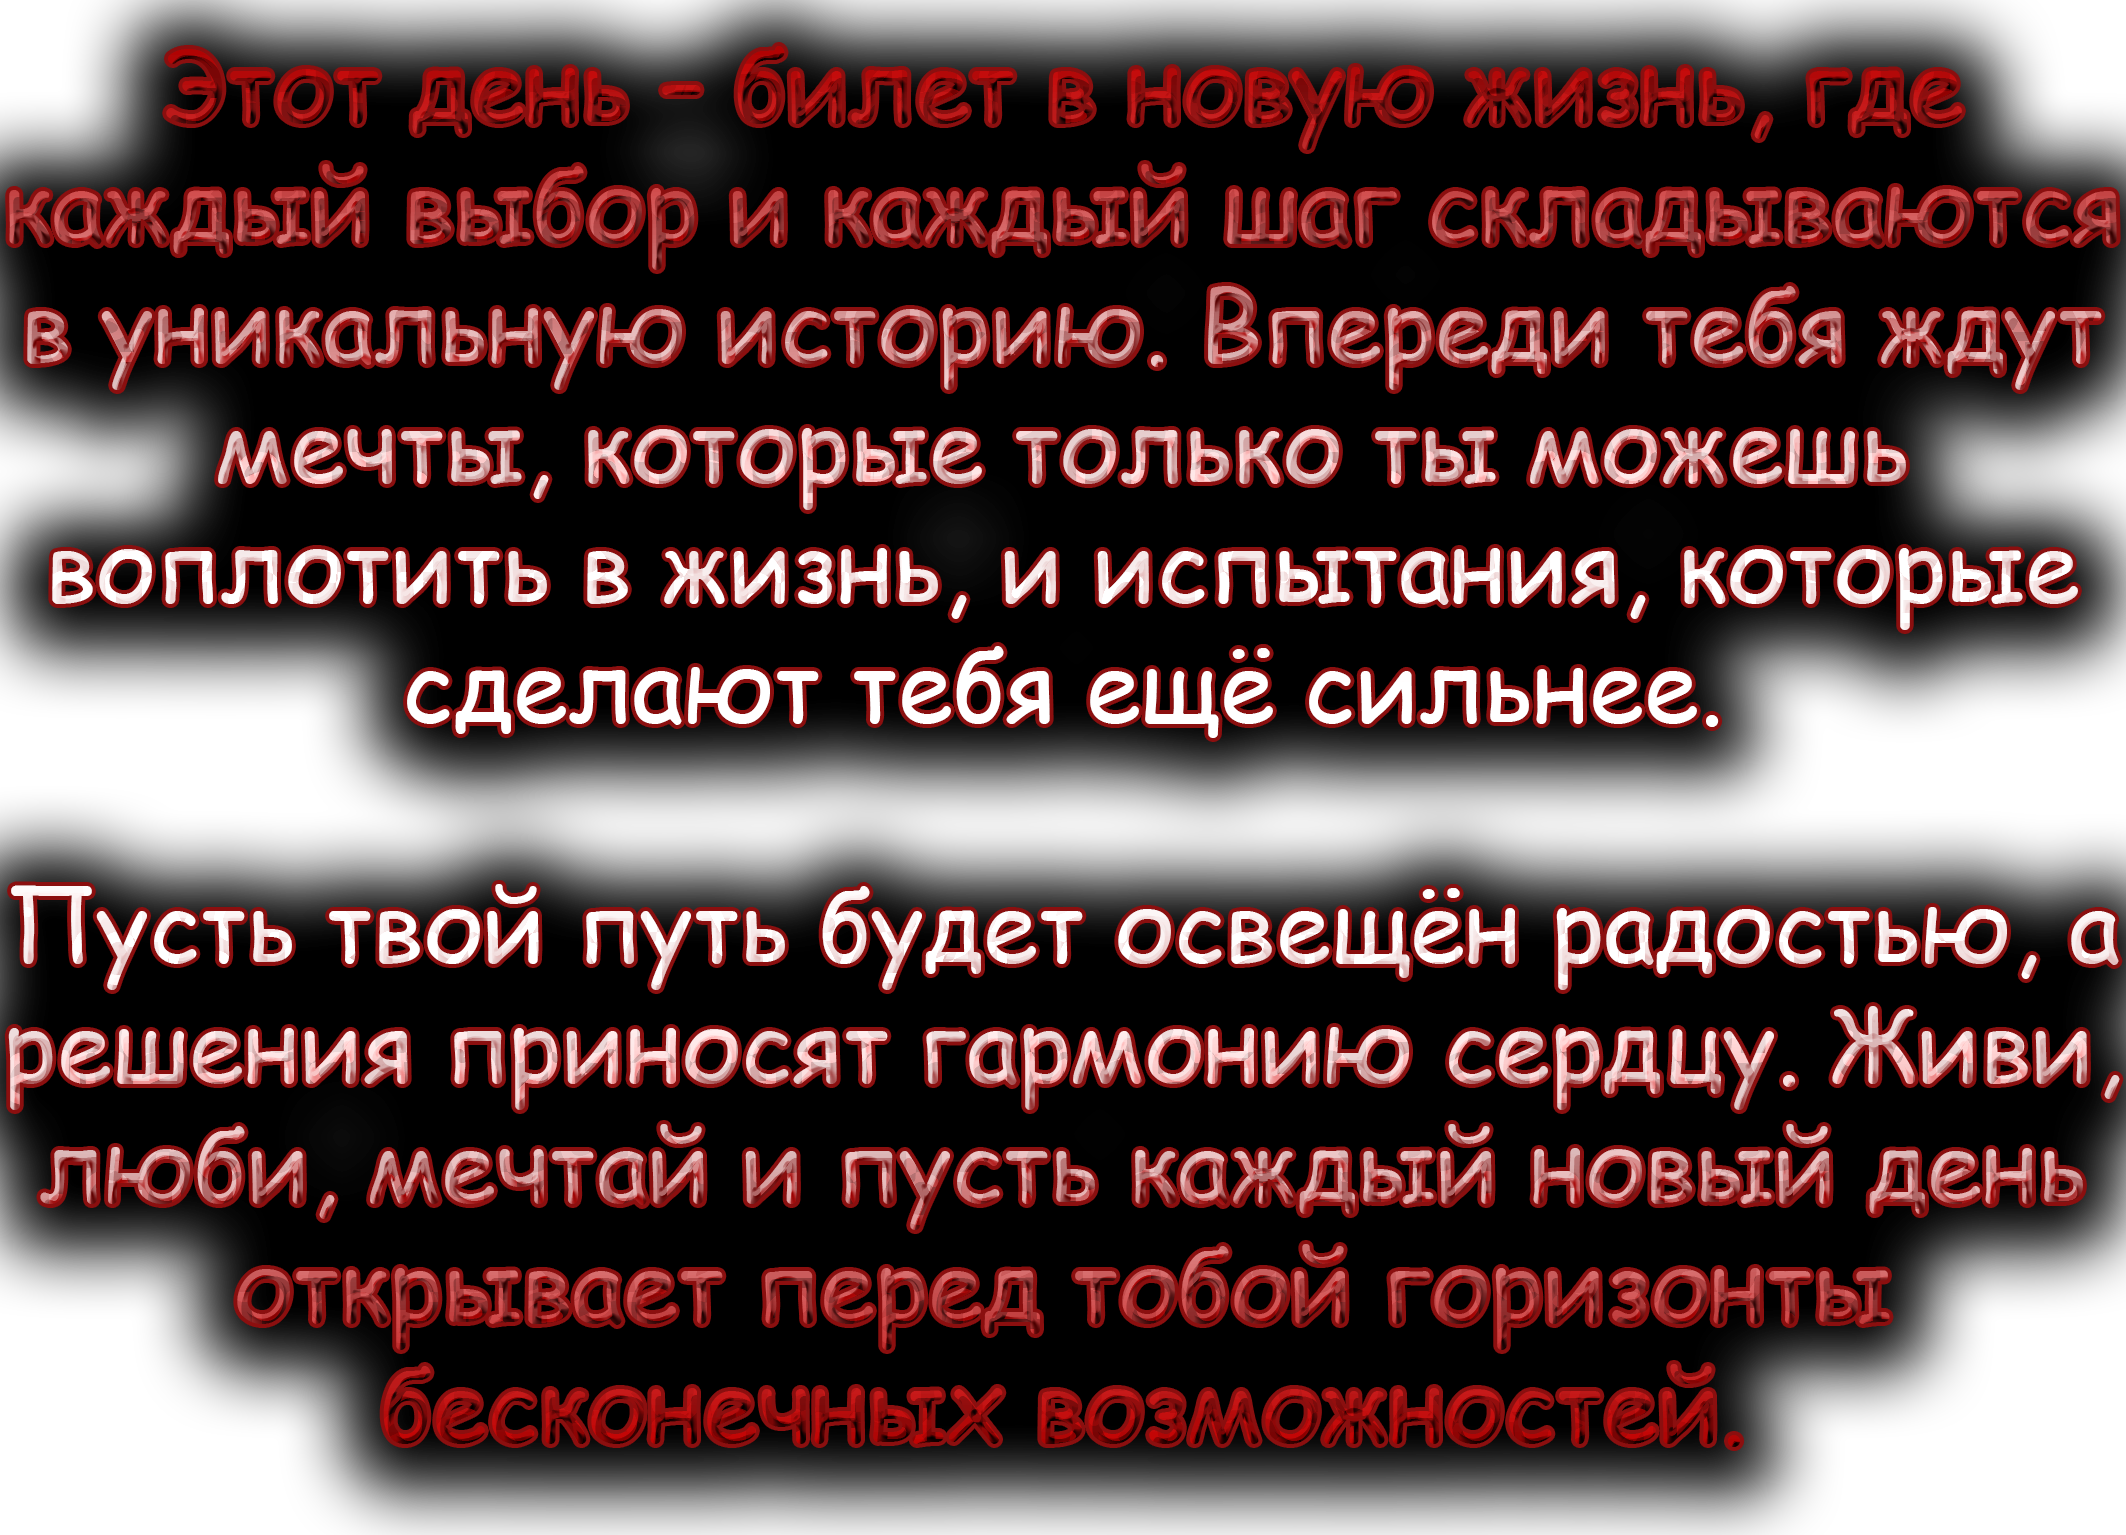 Этот день – билет в новую жизнь, где
каждый выбор и каждый шаг складываются
в уникальную историю. Впереди тебя ждут
мечты, которые только ты можешь
воплотить в жизнь, и испытания, которые
сделают тебя ещё сильнее.
Пусть твой путь будет освещён радостью, а
решения приносят гармонию сердцу. Живи,
люби, мечтай и пусть каждый новый день
открывает перед тобой горизонты
бесконечных возможностей.